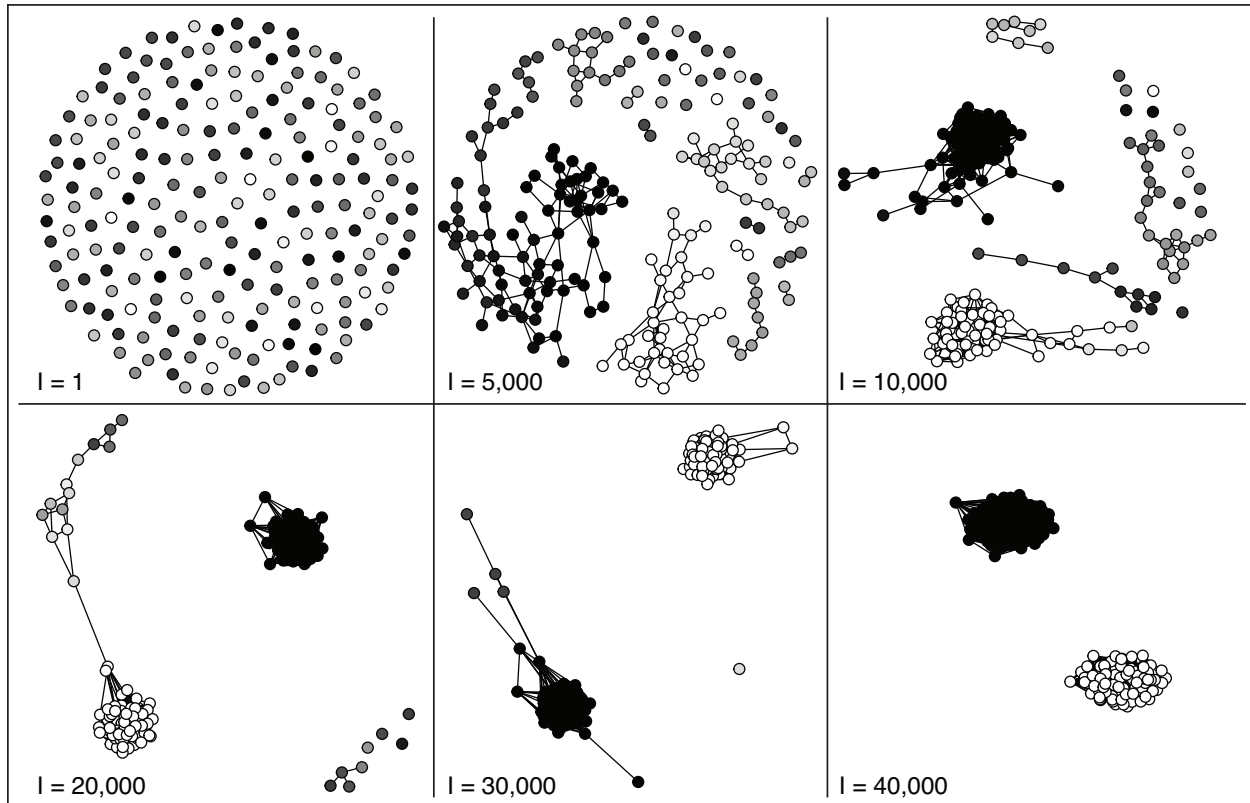 I = 1
I = 5,000
I = 10,000
I = 20,000
I = 30,000
I = 40,000